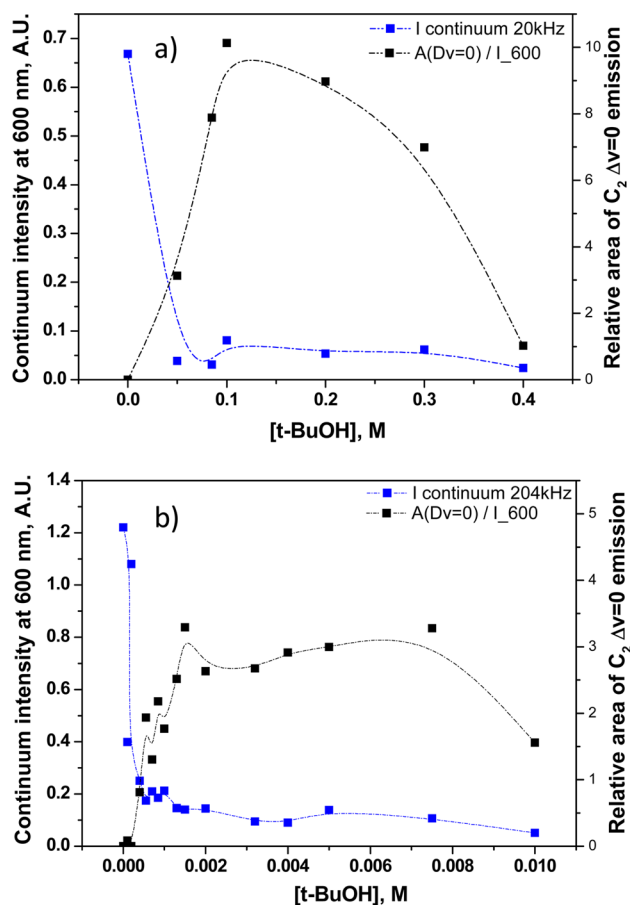 a)
I continuum 20kHz
A(Dv=0) / I_600
Continuum intensity at 600 nm, A.U.
0.7
0.6
0.5
0.4
0.3
0.2
0.1
0.0
Relative area of C₂ Δv=0 emission
10
8
6
4
2
0
0.0 0.1 0.2 0.3 0.4
[t-BuOH], M
b)
I continuum 204kHz
A(Dv=0) / I_600
Continuum intensity at 600 nm, A.U.
1.4
1.2
1.0
0.8
0.6
0.4
0.2
0.0
Relative area of C₂ Δv=0 emission
5
4
3
2
1
0
0.000 0.002 0.004 0.006 0.008 0.010
[t-BuOH], M